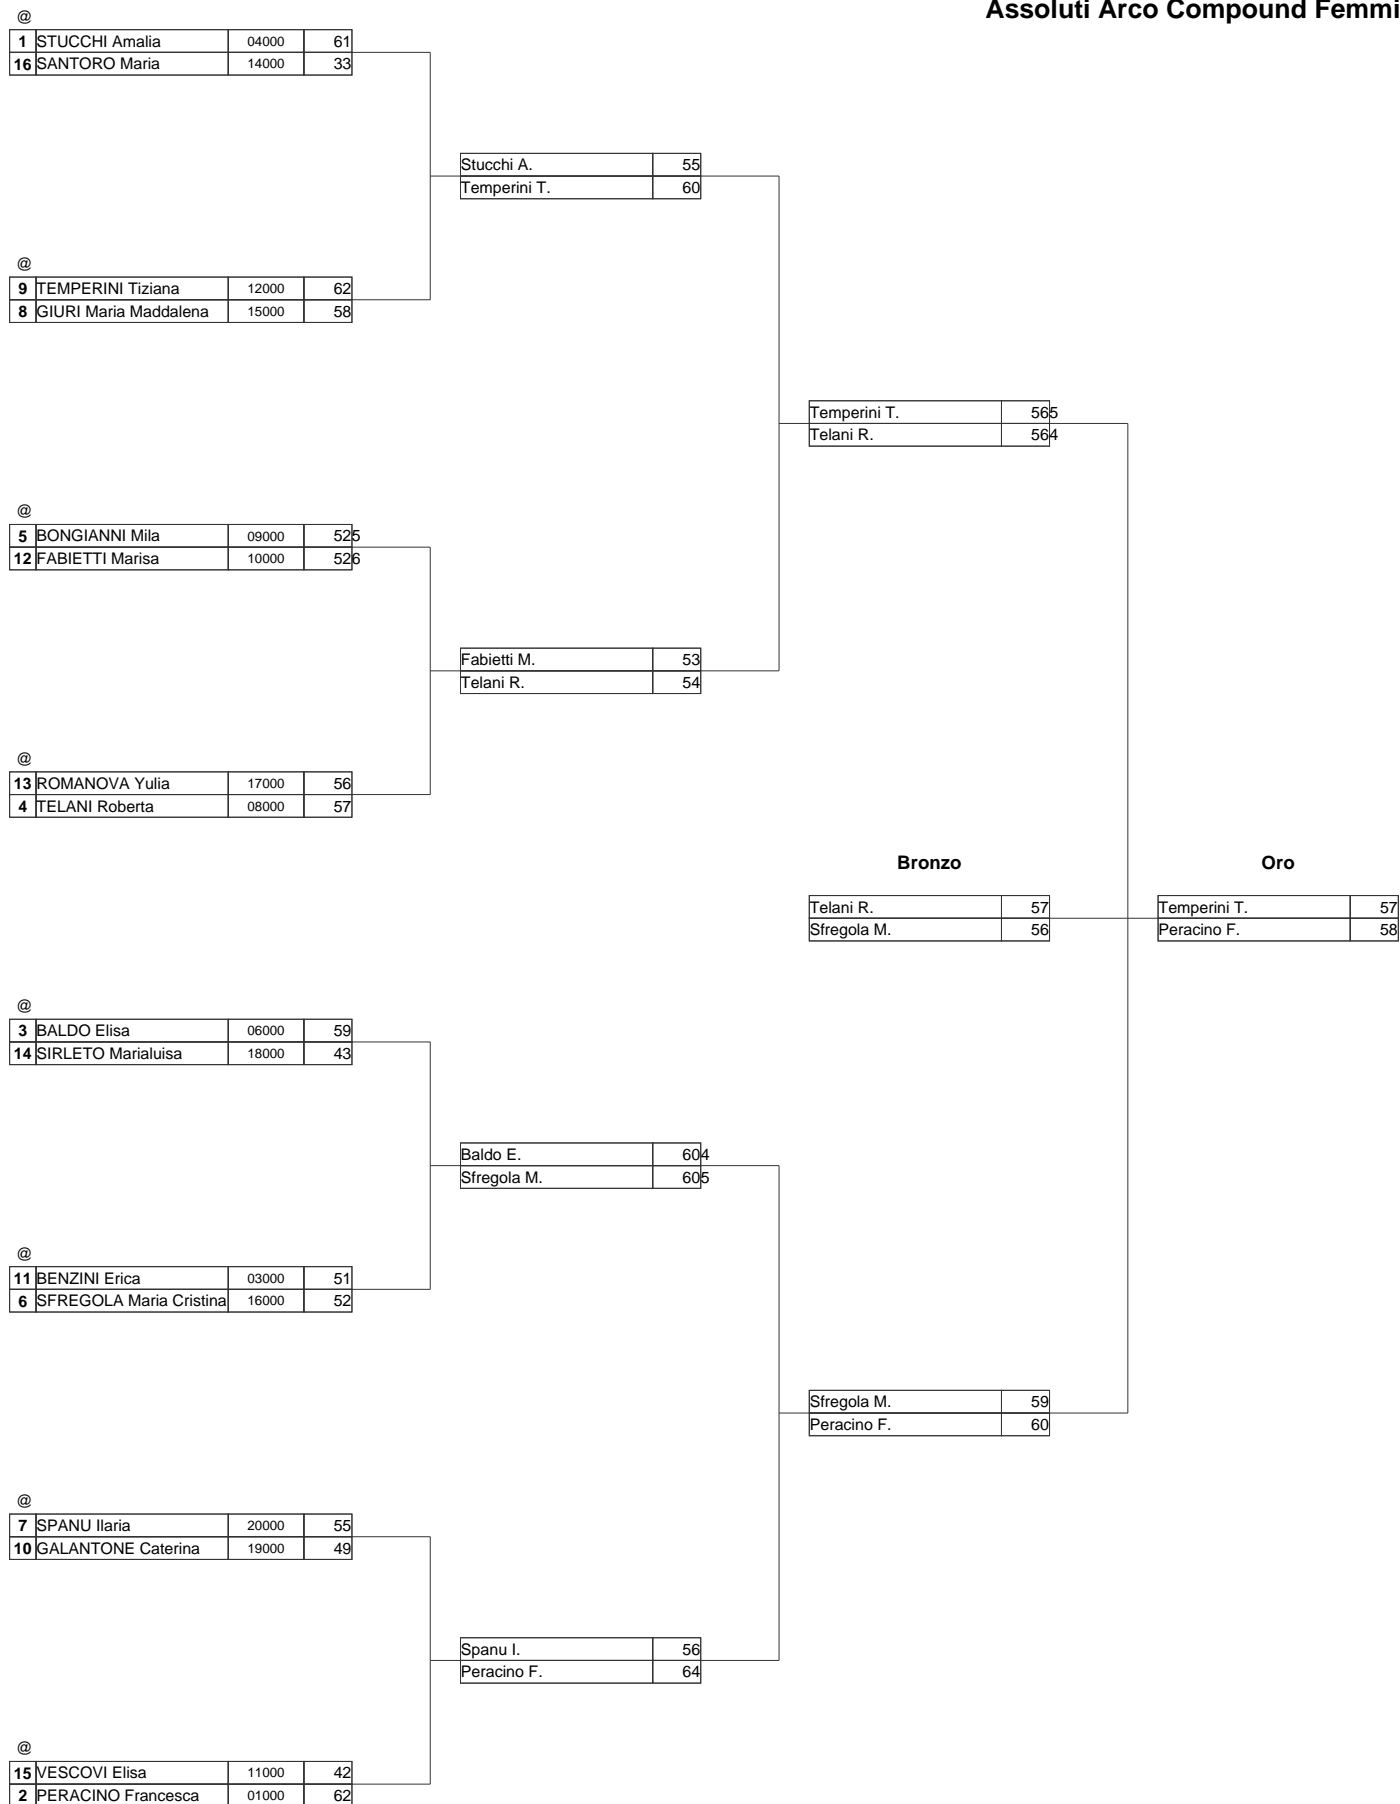 Assoluti Arco Compound Femmi
@
1 STUCCHI Amalia 04000 61
16 SANTORO Maria 14000 33
Stucchi A. 55
Temperini T. 60
@
9 TEMPERINI Tiziana 12000 62
8 GIURI Maria Maddalena 15000 58
Temperini T. 565
Telani R. 564
@
5 BONGIANNI Mila 09000 525
12 FABIETTI Marisa 10000 526
Fabietti M. 53
Telani R. 54
@
13 ROMANOVA Yulia 17000 56
4 TELANI Roberta 08000 57
Bronzo Oro
Telani R. 57 Temperini T. 57
Sfregola M. 56 Peracino F. 58
@
3 BALDO Elisa 06000 59
14 SIRLETO Marialuisa 18000 43
Baldo E. 604
Sfregola M. 605
@
11 BENZINI Erica 03000 51
6 SFREGOLA Maria Cristina 16000 52
Sfregola M. 59
Peracino F. 60
@
7 SPANU Ilaria 20000 55
10 GALANTONE Caterina 19000 49
Spanu I. 56
Peracino F. 64
@
15 VESCOVI Elisa 11000 42
2 PERACINO Francesca 01000 62